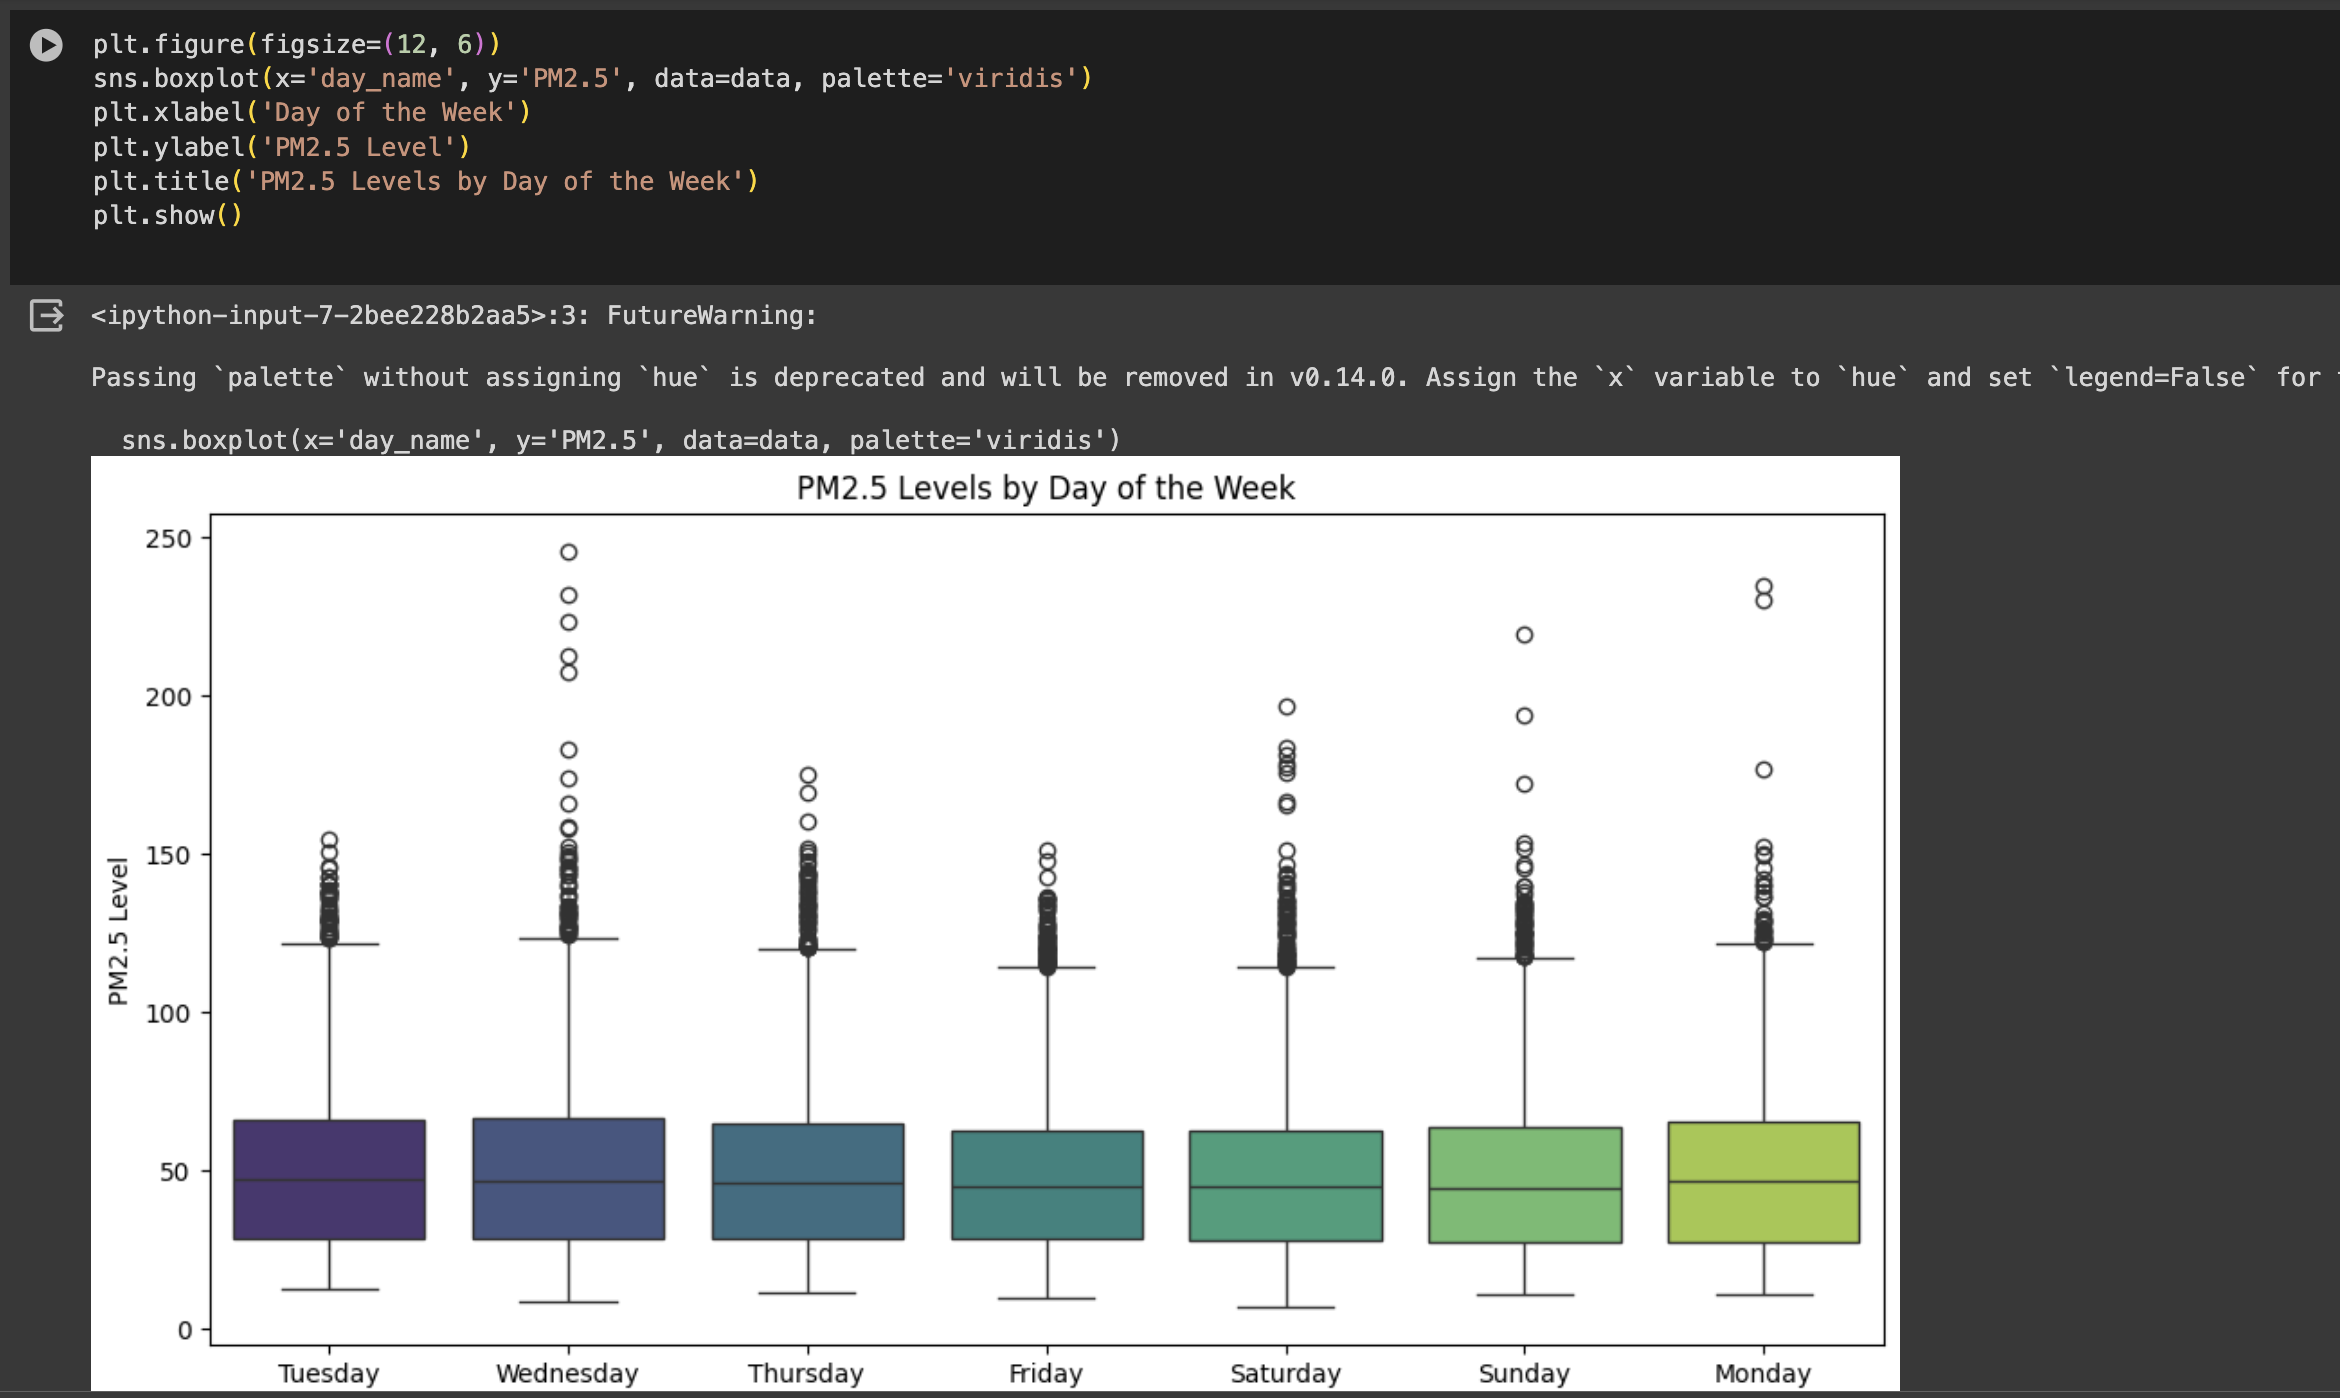 plt.figure(figsize=(12, 6))
sns.boxplot(x='day_name', y='PM2.5', data=data, palette='viridis')
plt.xlabel('Day of the Week')
plt.ylabel('PM2.5 Level')
plt.title('PM2.5 Levels by Day of the Week')
plt.show()
<ipython-input-7-2bee228b2aa5>:3: FutureWarning:
Passing `palette` without assigning `hue` is deprecated and will be removed in v0.14.0. Assign the `x` variable to `hue` and set `legend=False` for
sns.boxplot(x='day_name', y='PM2.5', data=data, palette='viridis')
PM2.5 Levels by Day of the Week
250
200
150
100
50
0
PM2.5 Level
Tuesday Wednesday Thursday Friday Saturday Sunday Monday